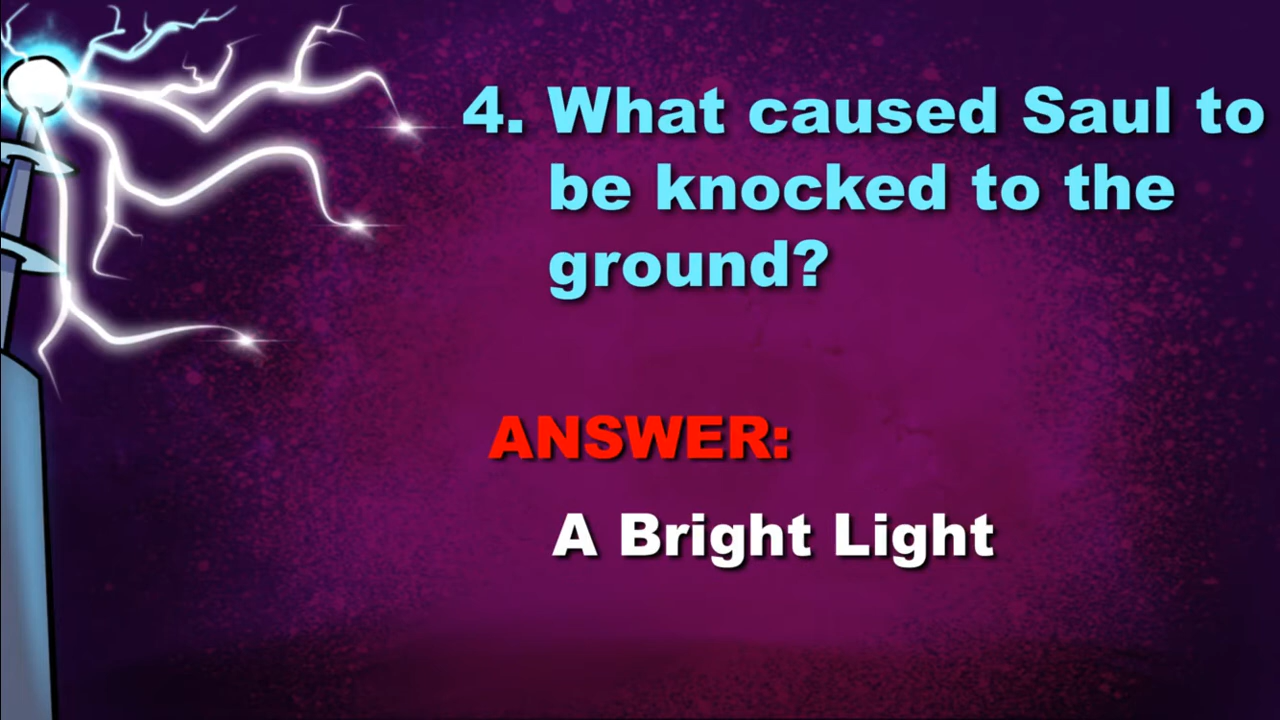 4. What caused Saul to
be knocked to the
ground?
ANSWER:
A Bright Light